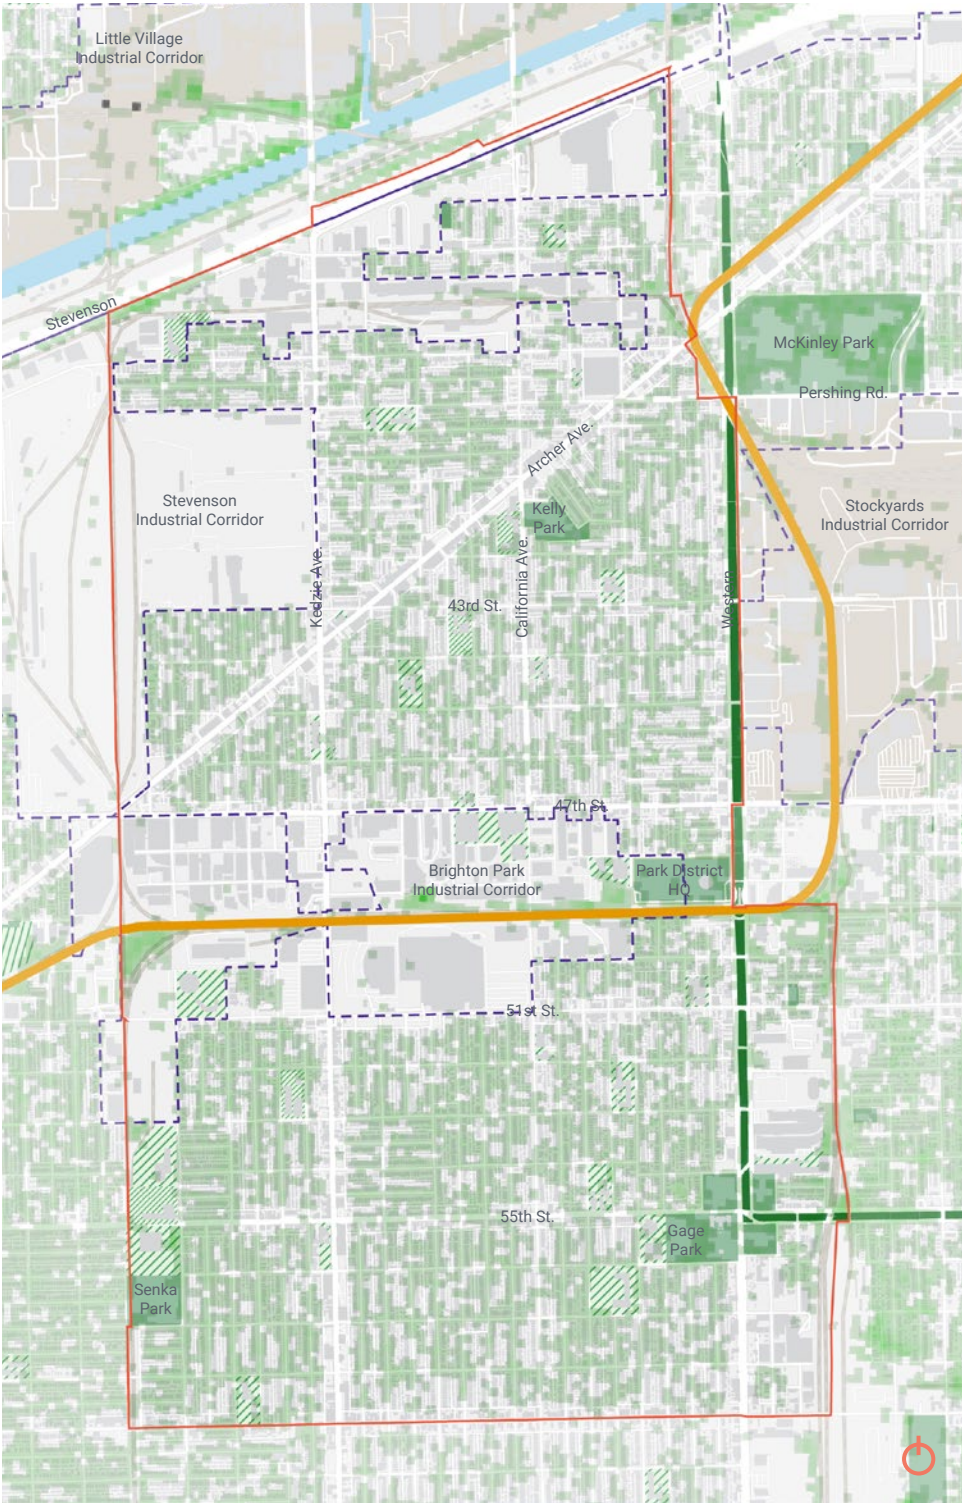 Little Village
Industrial Corridor
Stevenson
McKinley Park
Pershing Rd.
Archer Ave.
Stevenson
Industrial Corridor
Kelly
Park
Stockyards
Industrial Corridor
Kedzie Ave.
California Ave.
43rd St.
Western
47th St.
Brighton Park
Industrial Corridor
Park District
HQ
51st St.
55th St.
Gage
Park
Senka
Park